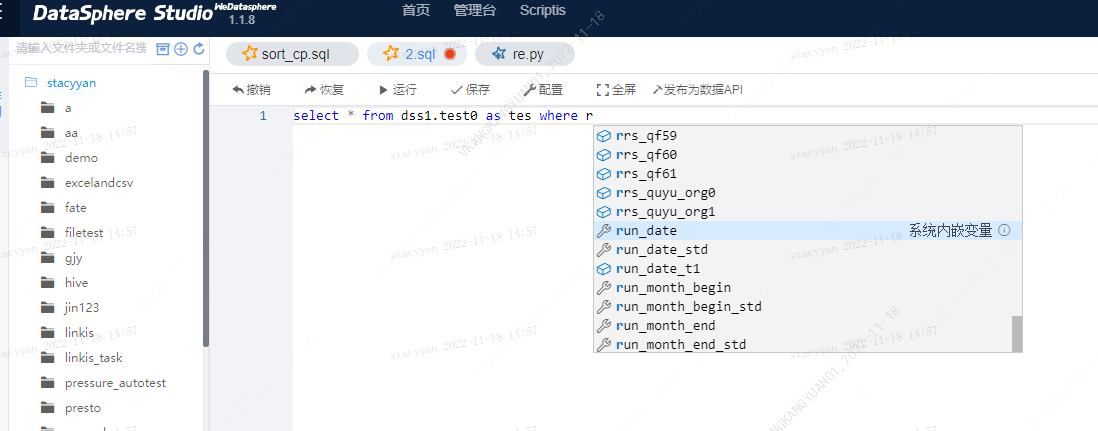 DataSphere Studio WeDatasphere 1.1.8 首页 管理台 Scriptis
请输入文件夹或文件名搜
sort_cp.sql 2.sql re.py
撤销 恢复 运行 保存 配置 全屏 发布为数据API
stacyyan
a
aa
demo
excelandcsv
fate
filetest
gjy
hive
jin123
linkis
linkis_task
pressure_autotest
presto
1 select * from dss1.test0 as tes where r
rrs_qf59
rrs_qf60
rrs_qf61
rrs_quyu_org0
rrs_quyu_org1
run_date 系统内嵌变量
run_date_std
run_date_t1
run_month_begin
run_month_begin_std
run_month_end
run_month_end_std
stacyyan 2022-11-18 14:57